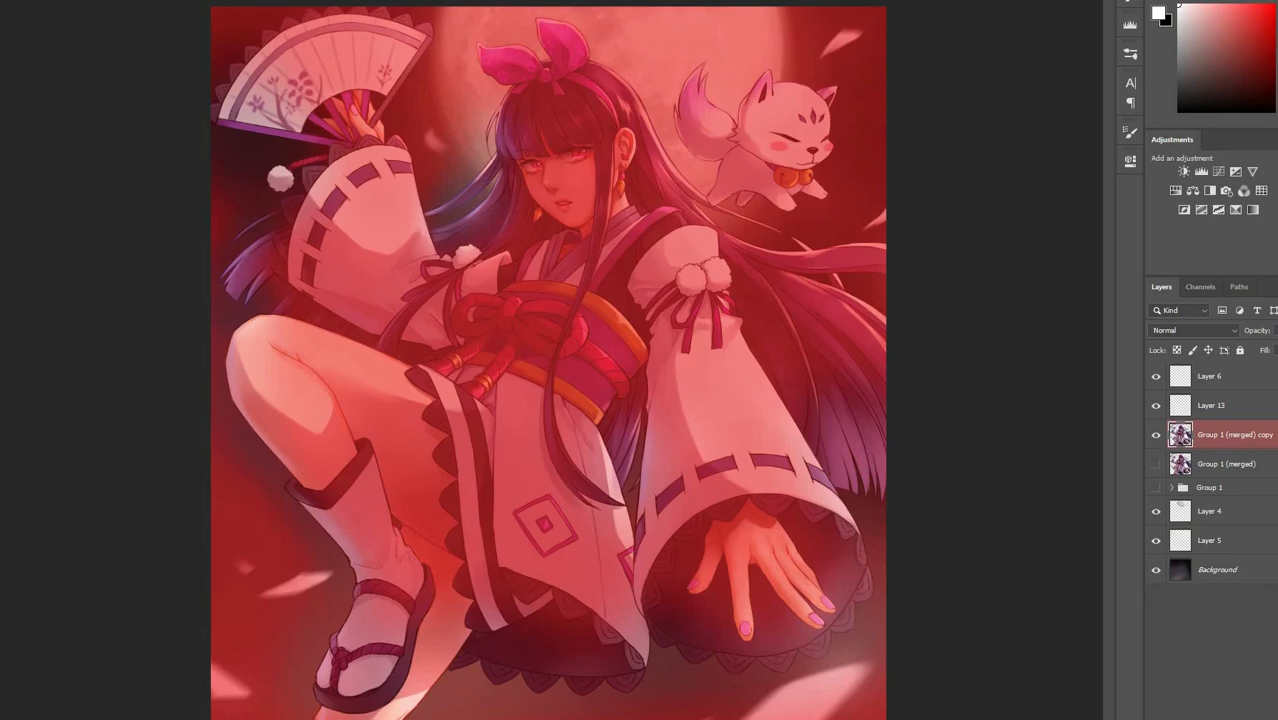 A|
Adjustments
Add an adjustment
Layers Channels Paths
Kind
Normal Opacity:
Lock: Fill:
Layer 6
Layer 13
Group 1 (merged) copy
Group 1 (merged)
Group 1
Layer 4
Layer 5
Background